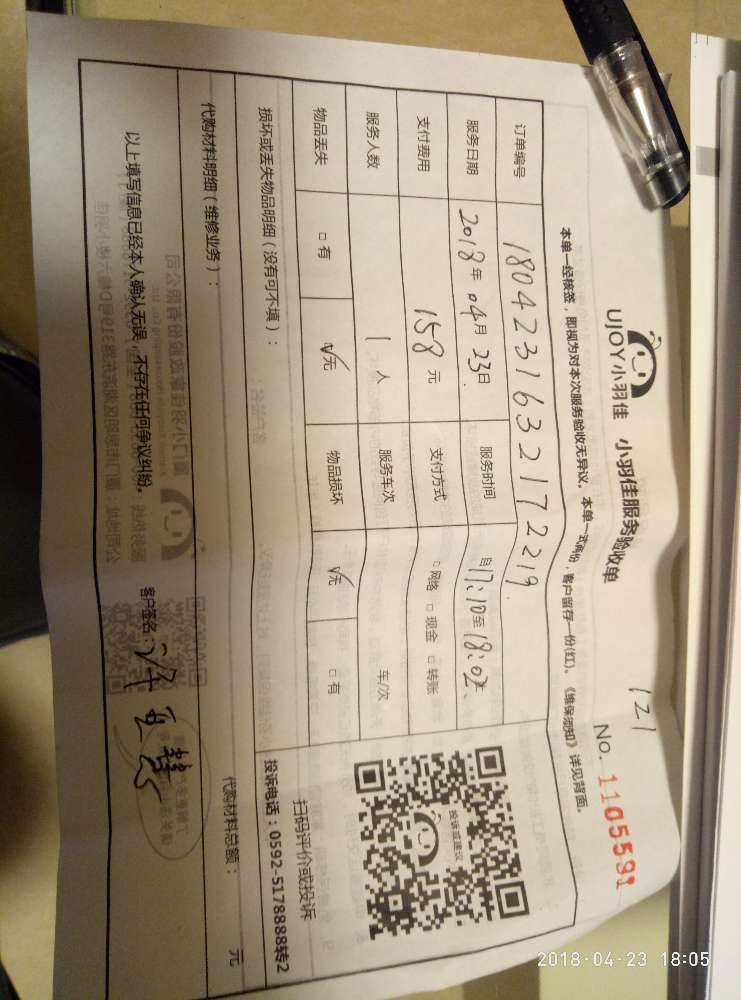 121
UJOY小羽佳 小羽佳服务验收单
No. 1105591
本单一经核签，即视为对本次服务验收无异议。本单一式两份，客户留存一份(红)。《维保须知》详见背面。
订单编号 1804231632172219
服务日期 2018年04月23日 服务时间 自17:10至18:02
支付费用 158元 支付方式 □网络 □现金 □转账
服务人数 1人 服务车次 车/次
物品丢失 □有 √无 物品损坏 √无 □有
投诉或建议
扫码评价或投诉
投诉电话：0592-5178888转2
损坏或丢失物品明细（没有可不填）：
代购材料明细（维修业务）： 代购材料总额： 元
以上填写信息已经本人确认无误，不存在任何争议纠纷。 客户签名：
2018-04-23 18:05